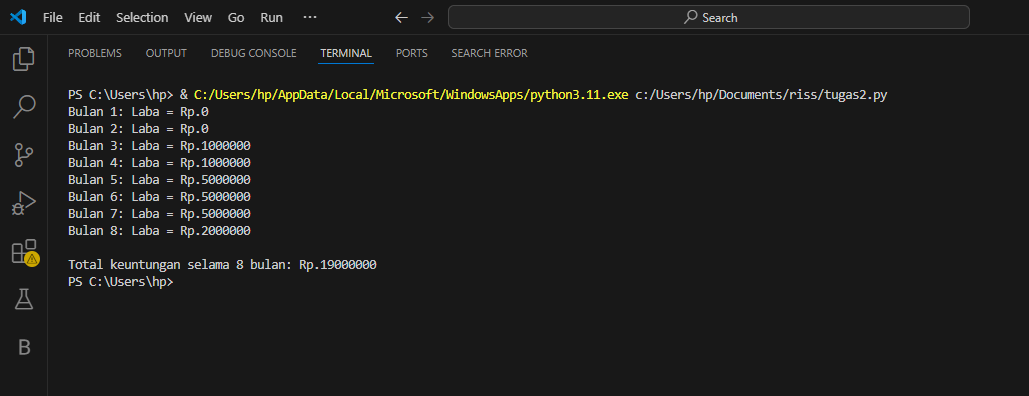 File Edit Selection View Go Run ··· Search
PROBLEMS OUTPUT DEBUG CONSOLE TERMINAL PORTS SEARCH ERROR
PS C:\Users\hp> & C:/Users/hp/AppData/Local/Microsoft/WindowsApps/python3.11.exe c:/Users/hp/Documents/riss/tugas2.py
Bulan 1: Laba = Rp.0
Bulan 2: Laba = Rp.0
Bulan 3: Laba = Rp.1000000
Bulan 4: Laba = Rp.1000000
Bulan 5: Laba = Rp.5000000
Bulan 6: Laba = Rp.5000000
Bulan 7: Laba = Rp.5000000
Bulan 8: Laba = Rp.2000000
Total keuntungan selama 8 bulan: Rp.19000000
PS C:\Users\hp>
B